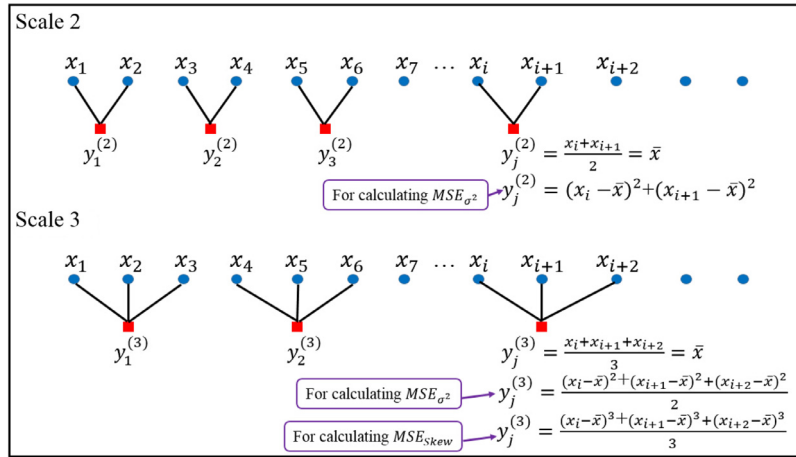 Scale 2
x₁ x₂ x₃ x₄ x₅ x₆ x₇ … xᵢ xᵢ₊₁ xᵢ₊₂
y₁⁽²⁾ y₂⁽²⁾ y₃⁽²⁾ yⱼ⁽²⁾ = (xᵢ+xᵢ₊₁)/2 = x̄
For calculating MSE_σ² yⱼ⁽²⁾ = (xᵢ −x̄)²+(xᵢ₊₁ − x̄)²
Scale 3
x₁ x₂ x₃ x₄ x₅ x₆ x₇ … xᵢ xᵢ₊₁ xᵢ₊₂
y₁⁽³⁾ y₂⁽³⁾ yⱼ⁽³⁾ = (xᵢ+xᵢ₊₁+xᵢ₊₂)/3 = x̄
For calculating MSE_σ² yⱼ⁽³⁾ = ((xᵢ−x̄)²+(xᵢ₊₁−x̄)²+(xᵢ₊₂−x̄)²)/2
For calculating MSE_Skew yⱼ⁽³⁾ = ((xᵢ−x̄)³+(xᵢ₊₁−x̄)³+(xᵢ₊₂−x̄)³)/3